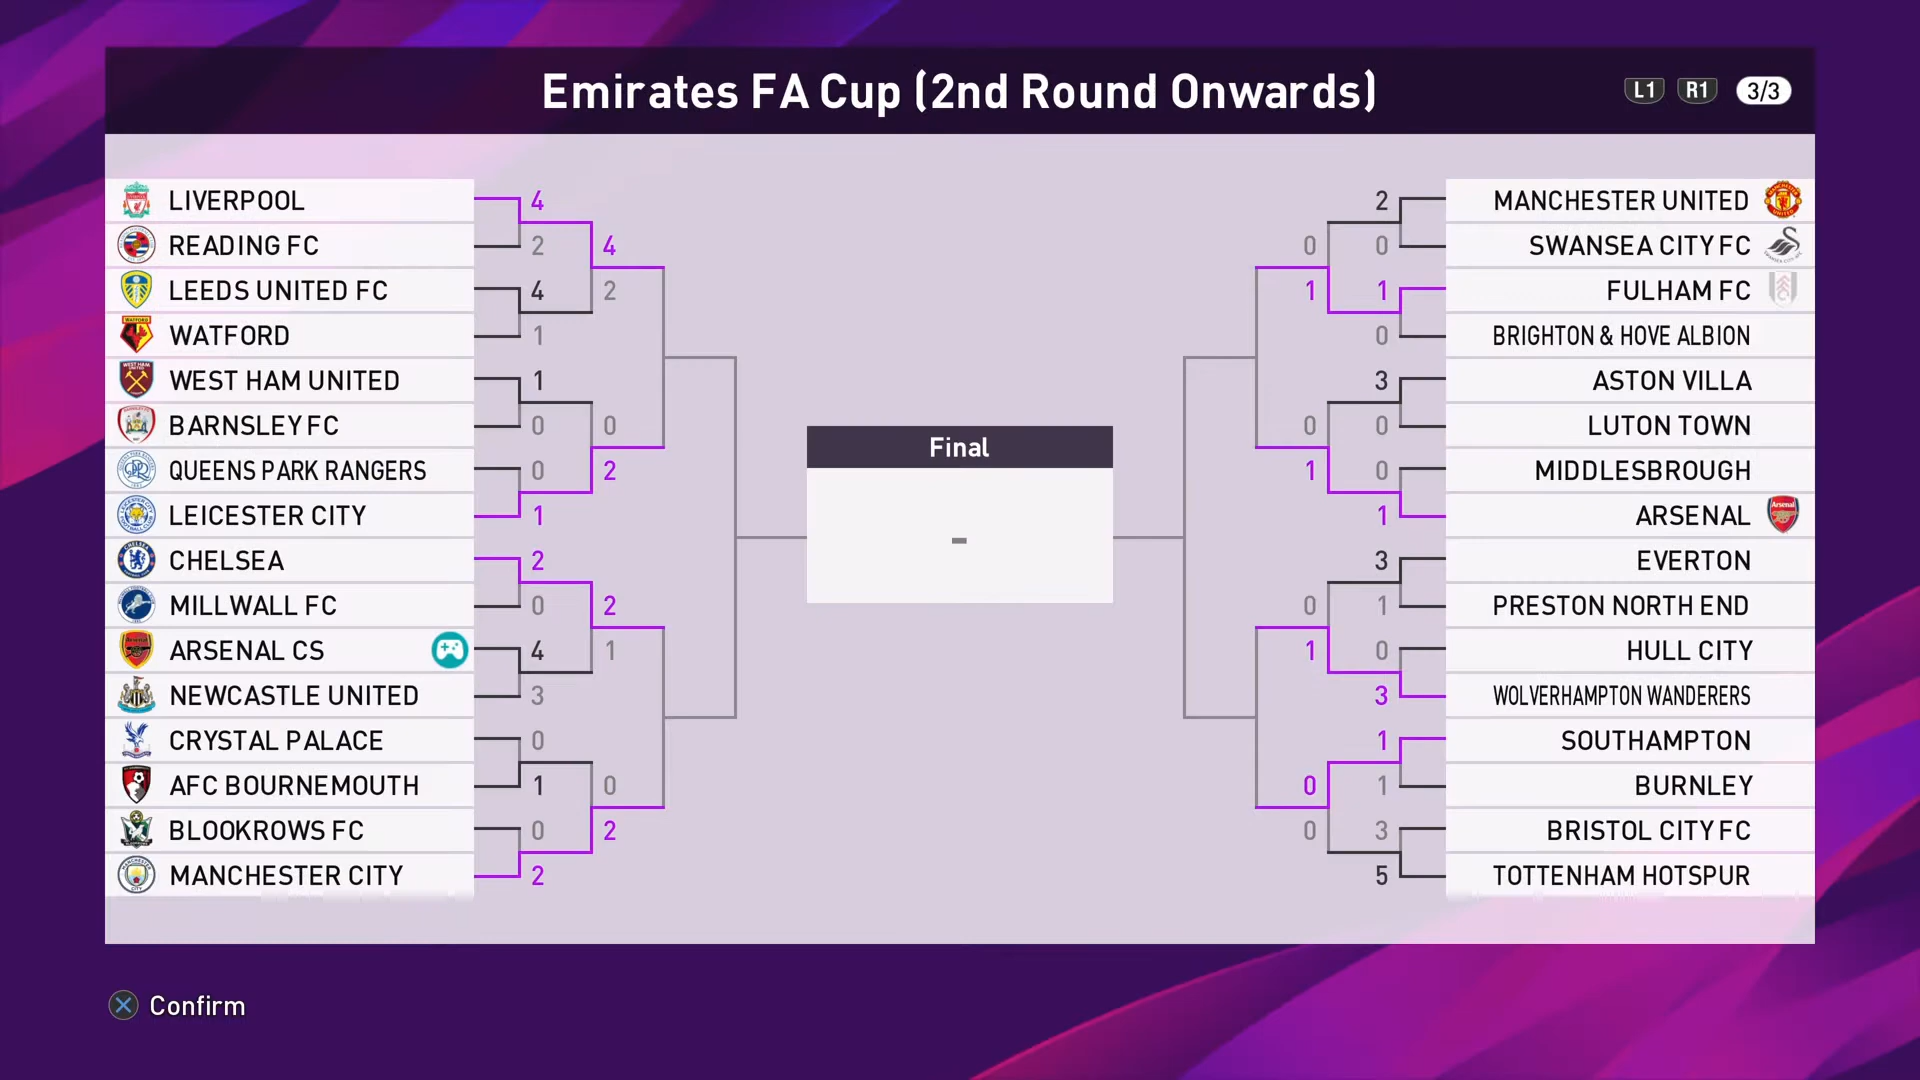 Emirates FA Cup (2nd Round Onwards)
L1 R1 3/3
LIVERPOOL 4
READING FC 2
4
LEEDS UNITED FC 4
2
WATFORD 1
WEST HAM UNITED 1
BARNSLEY FC 0
0
QUEENS PARK RANGERS 0
2
LEICESTER CITY 1
CHELSEA 2
MILLWALL FC 0
2
ARSENAL CS 4
1
NEWCASTLE UNITED 3
CRYSTAL PALACE 0
AFC BOURNEMOUTH 1
0
BLOOKROWS FC 0
2
MANCHESTER CITY 2
Final
-
2 MANCHESTER UNITED
0
0 SWANSEA CITY FC
1
1 FULHAM FC
0 BRIGHTON & HOVE ALBION
3 ASTON VILLA
0
0 LUTON TOWN
1
0 MIDDLESBROUGH
1 ARSENAL
3 EVERTON
0
1 PRESTON NORTH END
1
0 HULL CITY
3 WOLVERHAMPTON WANDERERS
1 SOUTHAMPTON
0
1 BURNLEY
0
3 BRISTOL CITY FC
5 TOTTENHAM HOTSPUR
Confirm